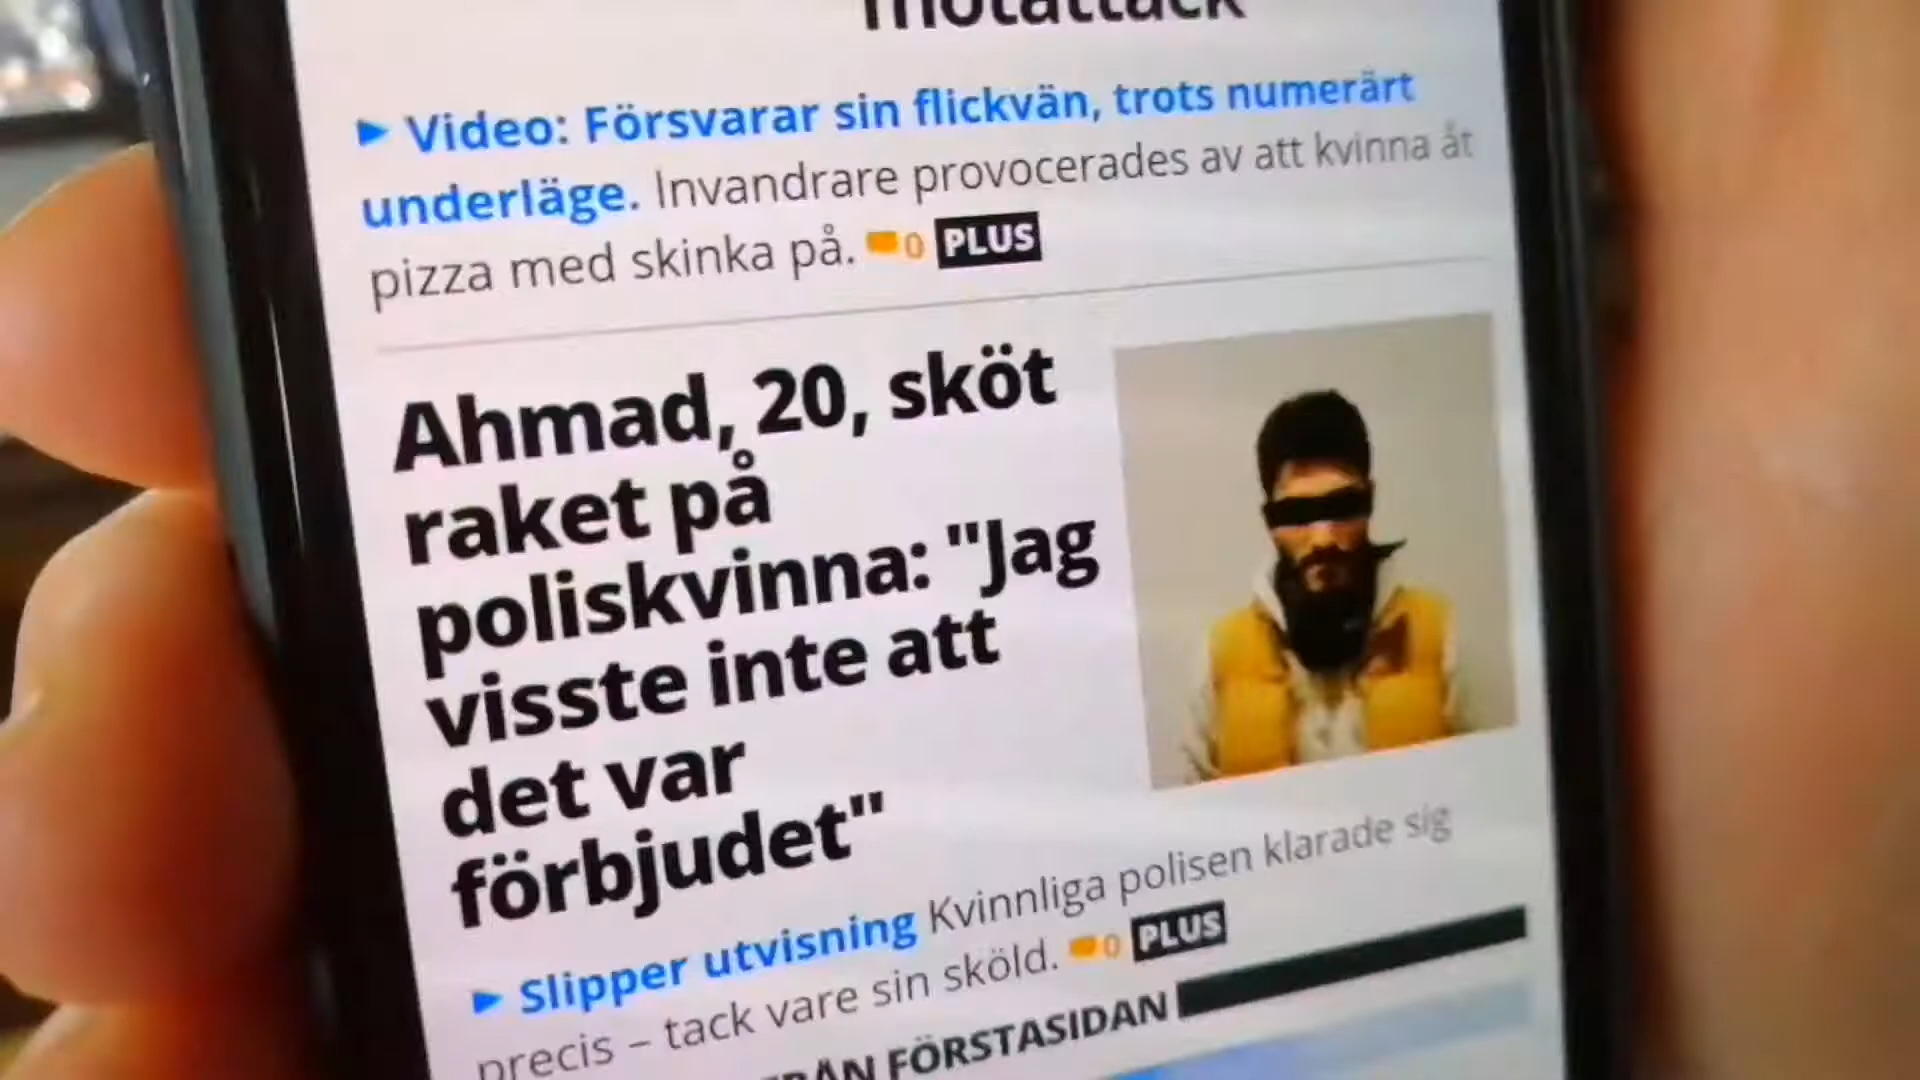 motattack
► Video: Försvarar sin flickvän, trots numerärt
underläge. Invandrare provocerades av att kvinna åt
pizza med skinka på. 0 PLUS
Ahmad, 20, sköt
raket på
poliskvinna: "Jag
visste inte att
det var
förbjudet"
► Slipper utvisning Kvinnliga polisen klarade sig
precis – tack vare sin sköld. 0 PLUS
FRÅN FÖRSTASIDAN